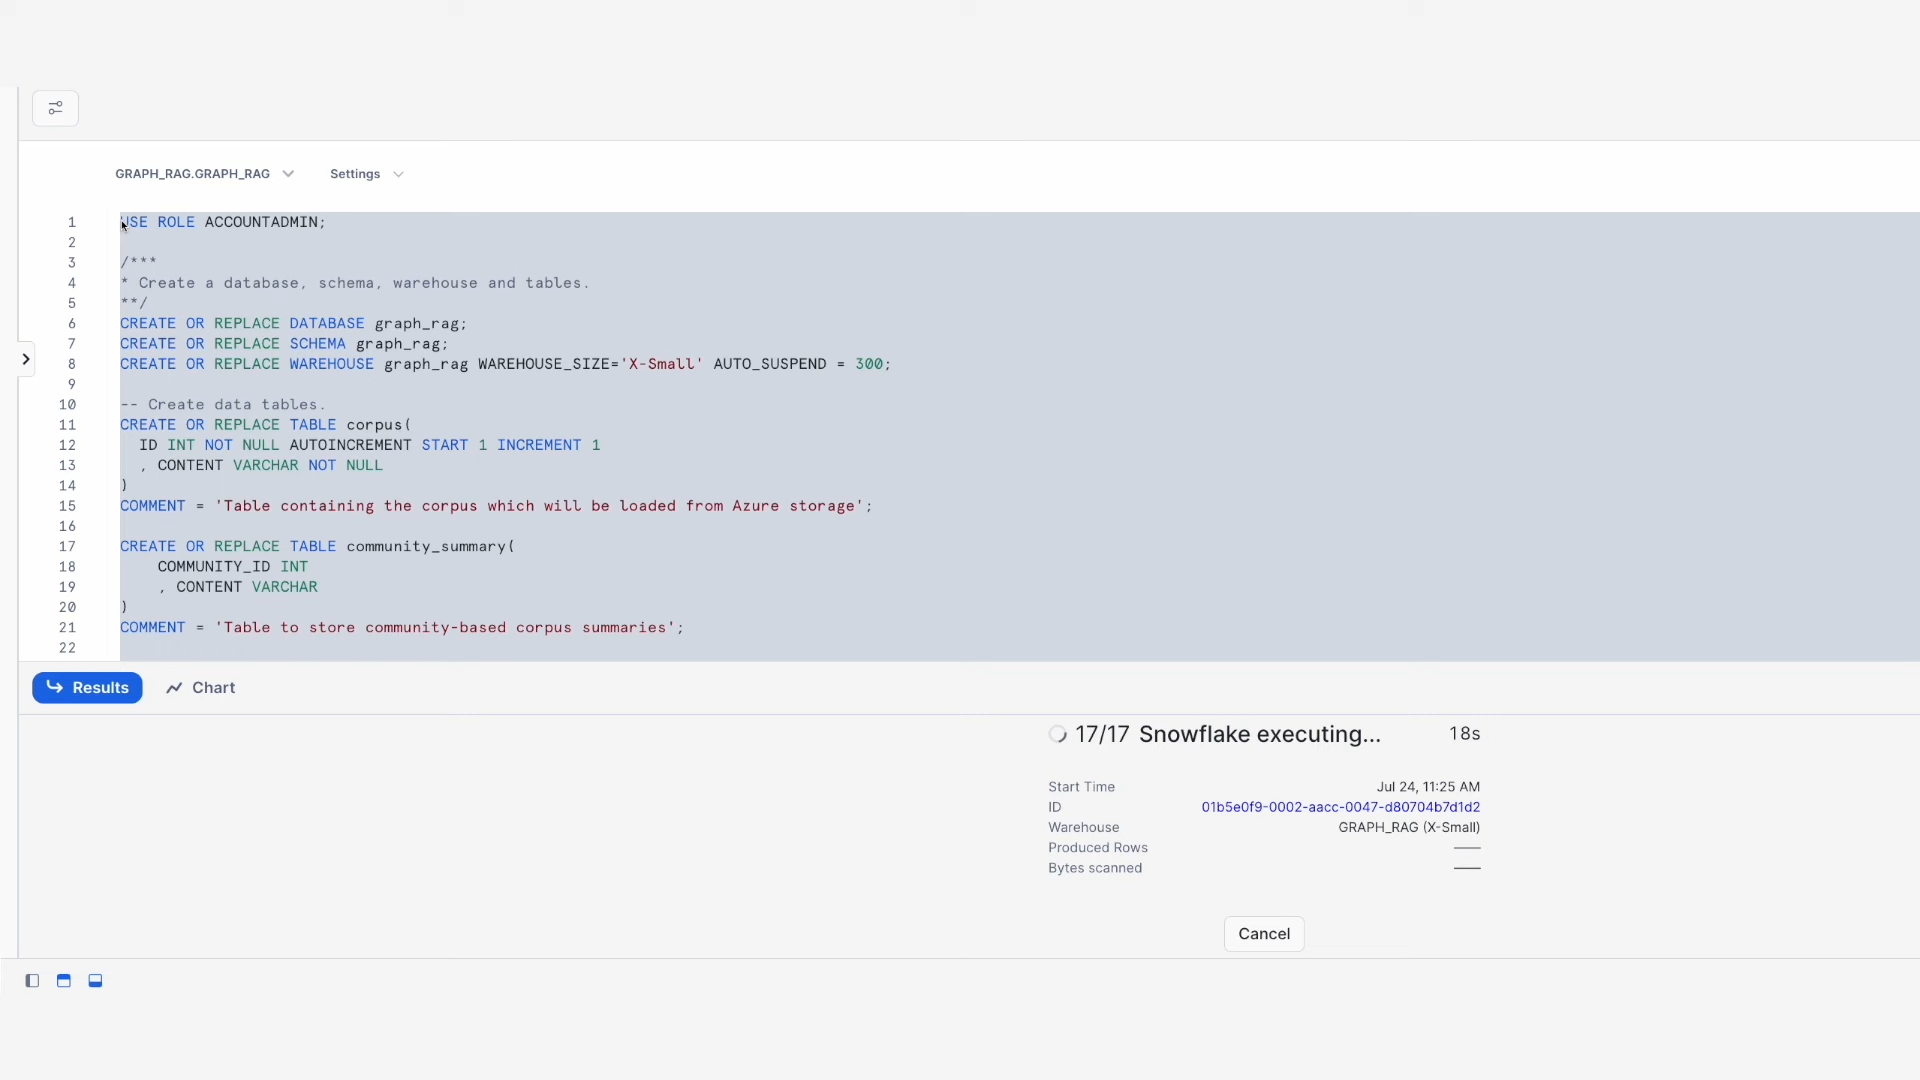 GRAPH_RAG.GRAPH_RAG Settings
1 USE ROLE ACCOUNTADMIN;
2
3 /***
4 * Create a database, schema, warehouse and tables.
5 **/
6 CREATE OR REPLACE DATABASE graph_rag;
7 CREATE OR REPLACE SCHEMA graph_rag;
8 CREATE OR REPLACE WAREHOUSE graph_rag WAREHOUSE_SIZE='X-Small' AUTO_SUSPEND = 300;
9
10 -- Create data tables.
11 CREATE OR REPLACE TABLE corpus(
12 ID INT NOT NULL AUTOINCREMENT START 1 INCREMENT 1
13 , CONTENT VARCHAR NOT NULL
14 )
15 COMMENT = 'Table containing the corpus which will be loaded from Azure storage';
16
17 CREATE OR REPLACE TABLE community_summary(
18 COMMUNITY_ID INT
19 , CONTENT VARCHAR
20 )
21 COMMENT = 'Table to store community-based corpus summaries';
22
Results Chart
17/17 Snowflake executing... 18s
Start Time Jul 24, 11:25 AM
ID 01b5e0f9-0002-aacc-0047-d80704b7d1d2
Warehouse GRAPH_RAG (X-Small)
Produced Rows
Bytes scanned
Cancel